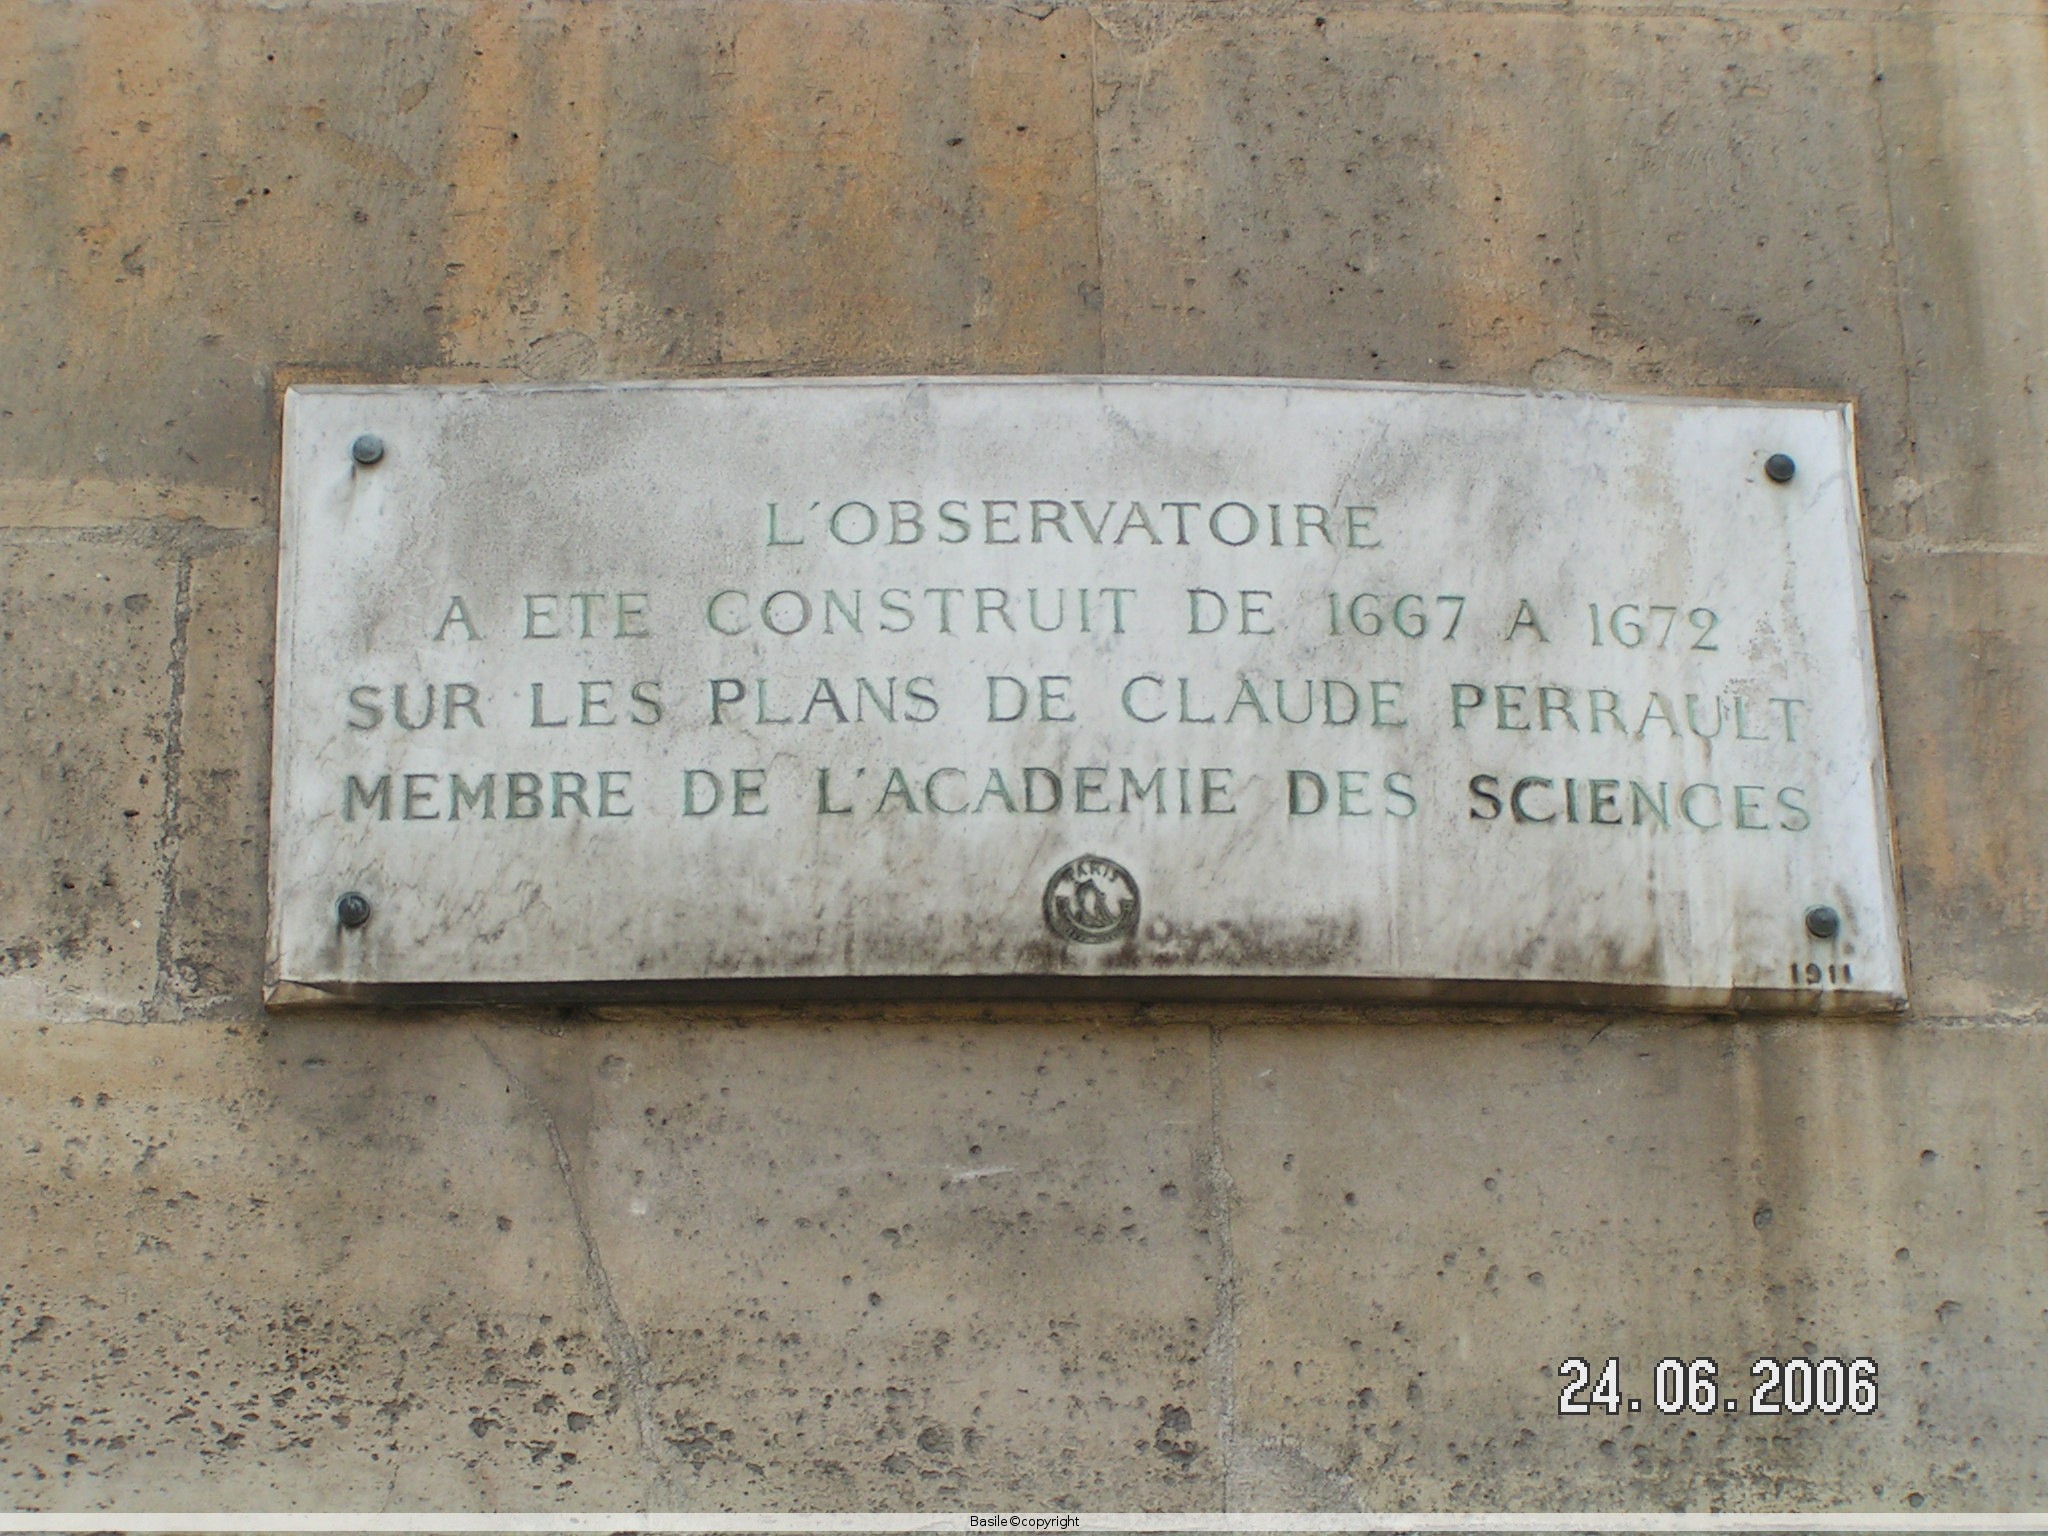 L'OBSERVATOIRE
A ETE CONSTRUIT DE 1667 A 1672
SUR LES PLANS DE CLAUDE PERRAULT
MEMBRE DE L'ACADEMIE DES SCIENCES
PARIS
1911
24.06.2006
Basile©copyright